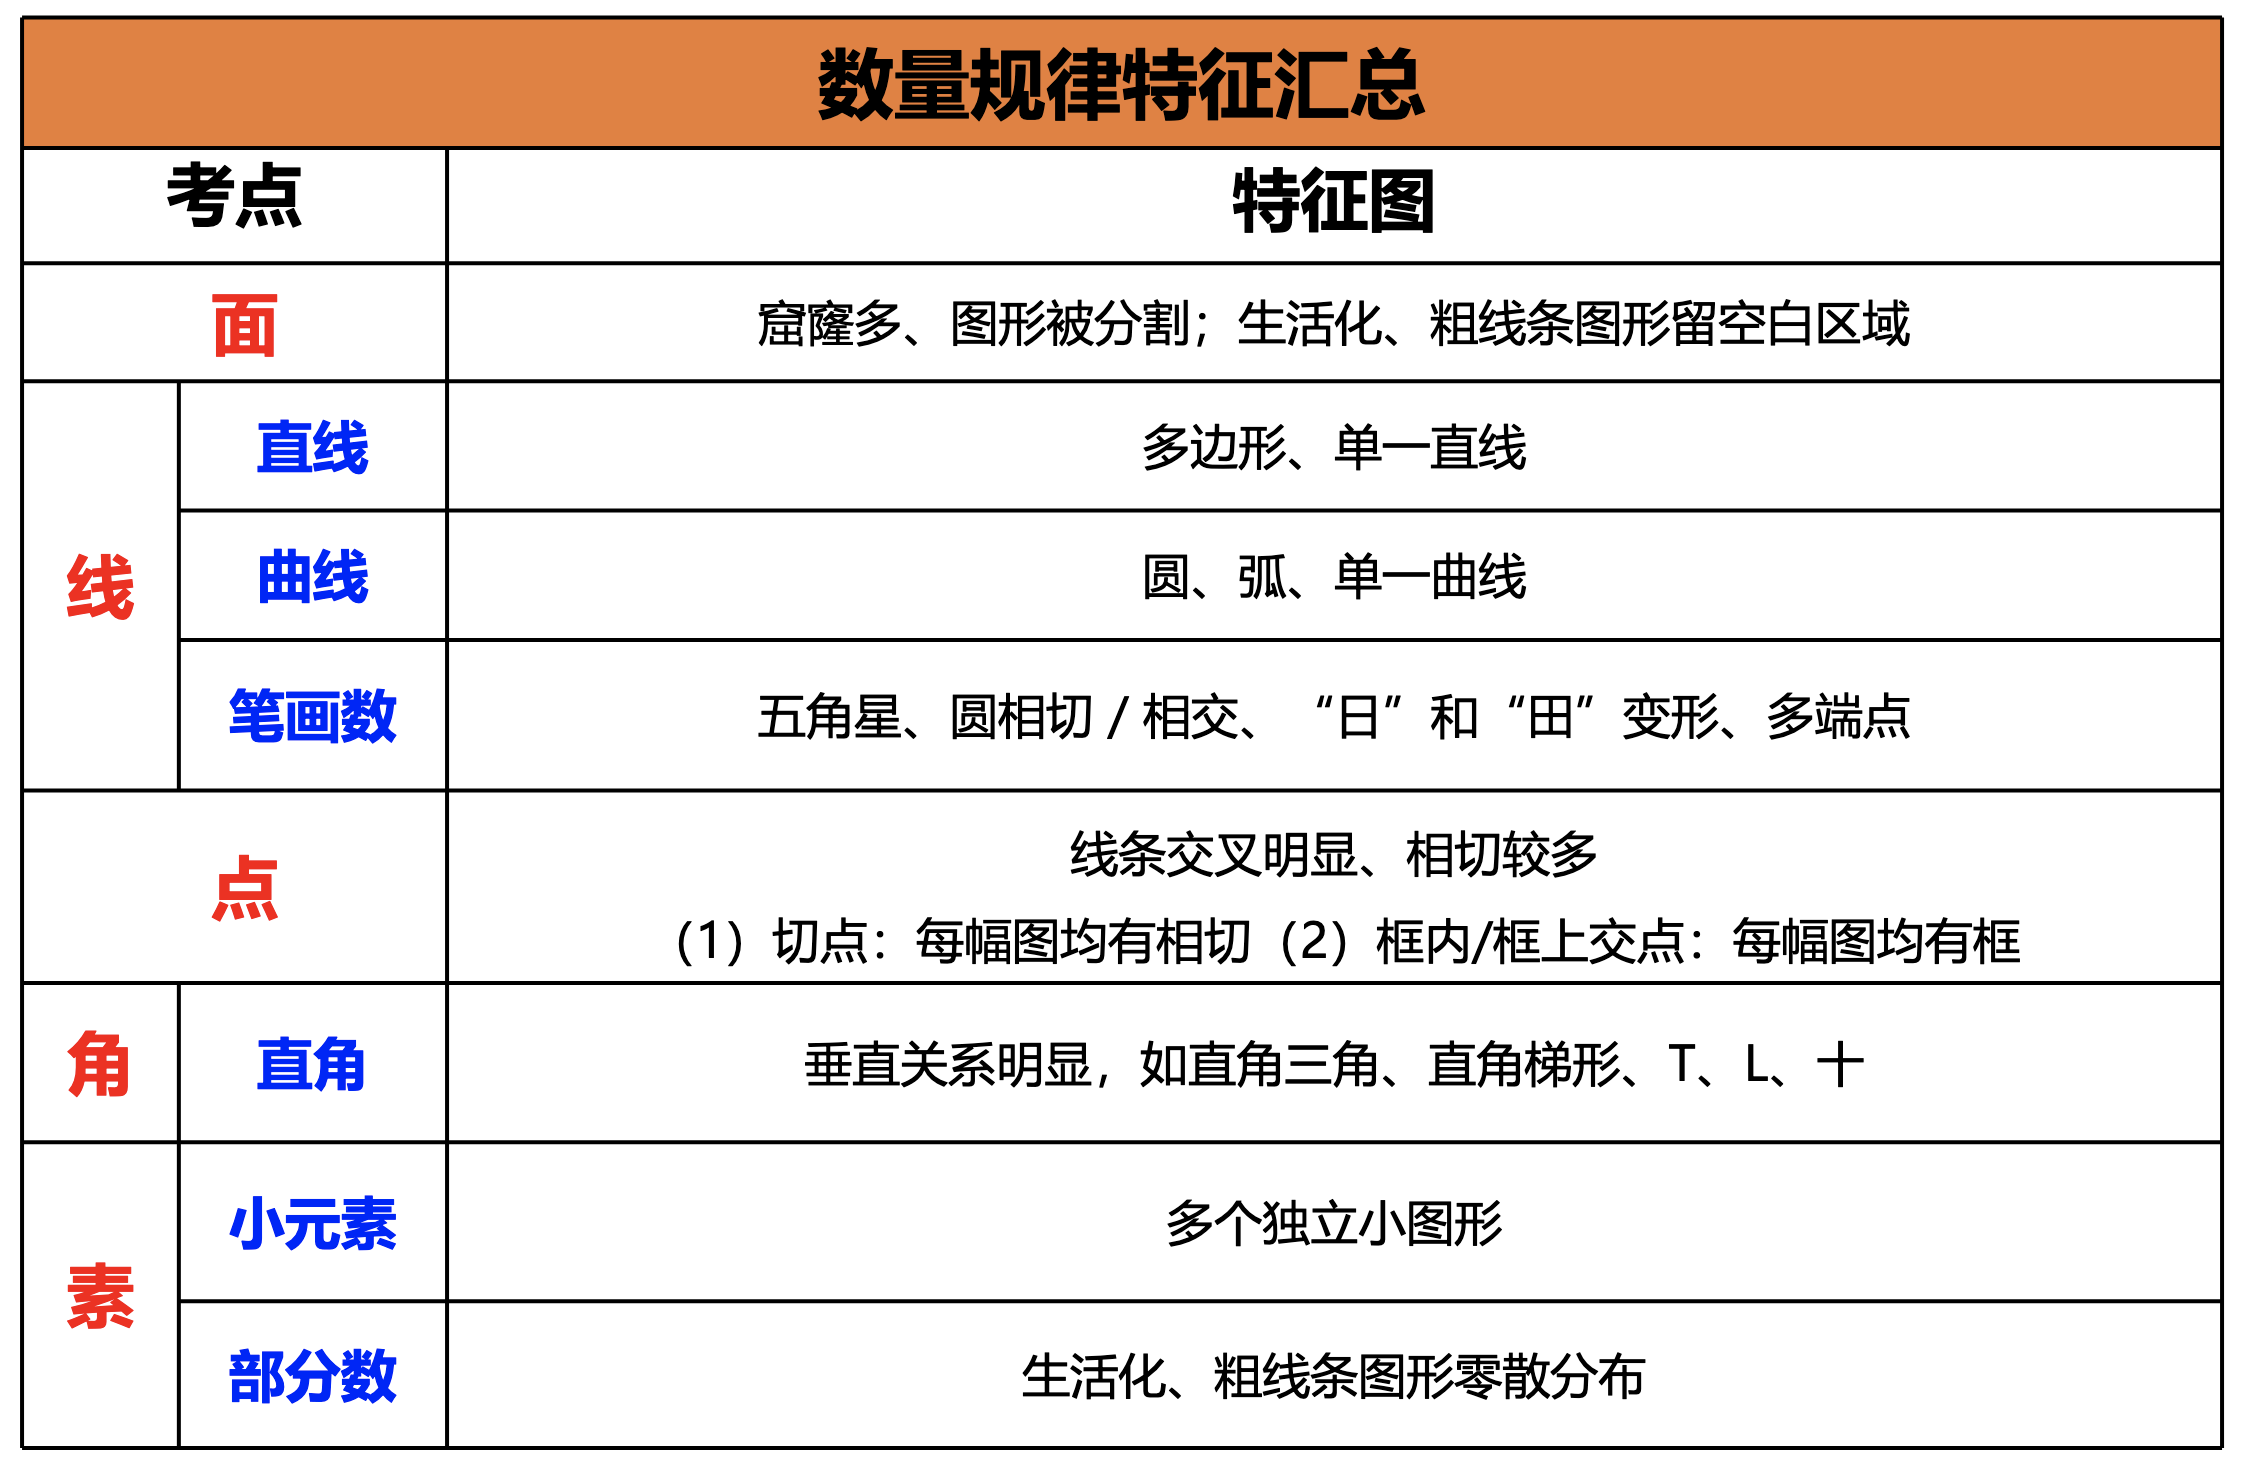 数量规律特征汇总
考点
特征图
面
窟窿多、图形被分割；生活化、粗线条图形留空白区域
线
直线
多边形、单一直线
曲线
圆、弧、单一曲线
笔画数
五角星、圆相切 / 相交、“日”和“田”变形、多端点
点
线条交叉明显、相切较多
（1）切点：每幅图均有相切（2）框内/框上交点：每幅图均有框
角
直角
垂直关系明显，如直角三角、直角梯形、T、L、十
素
小元素
多个独立小图形
部分数
生活化、粗线条图形零散分布